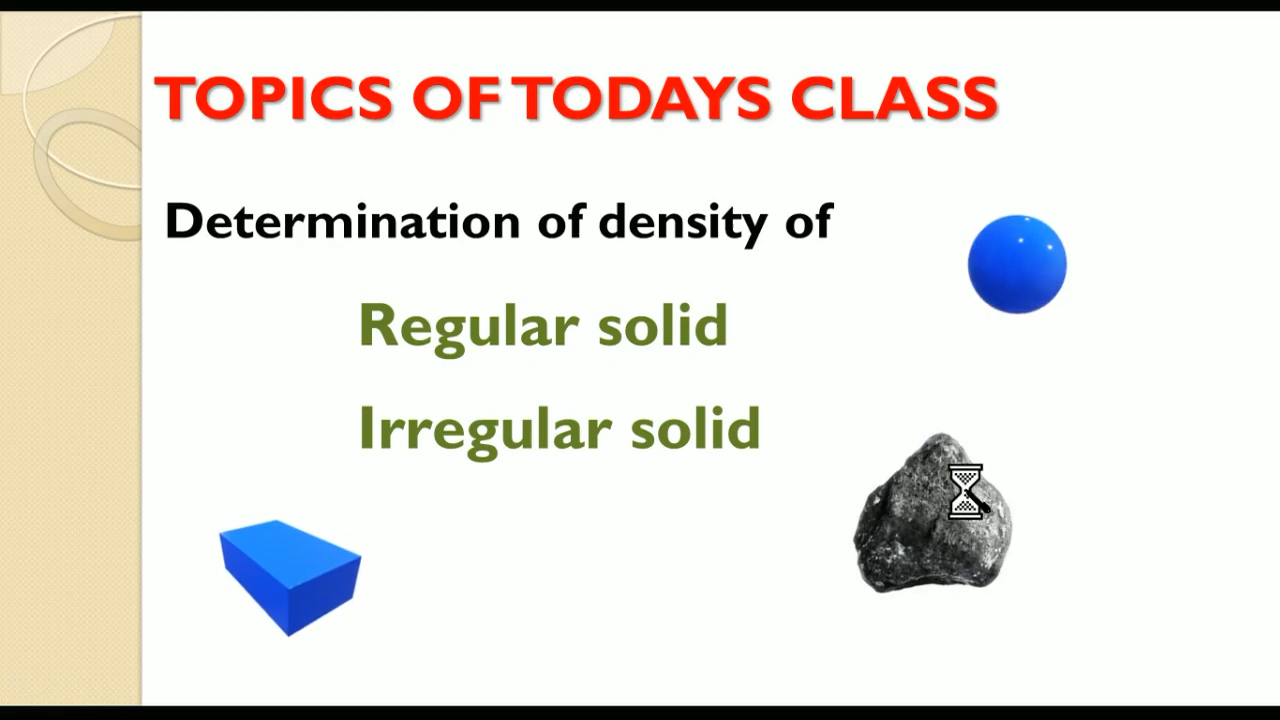 TOPICS OF TODAYS CLASS
Determination of density of
Regular solid
Irregular solid